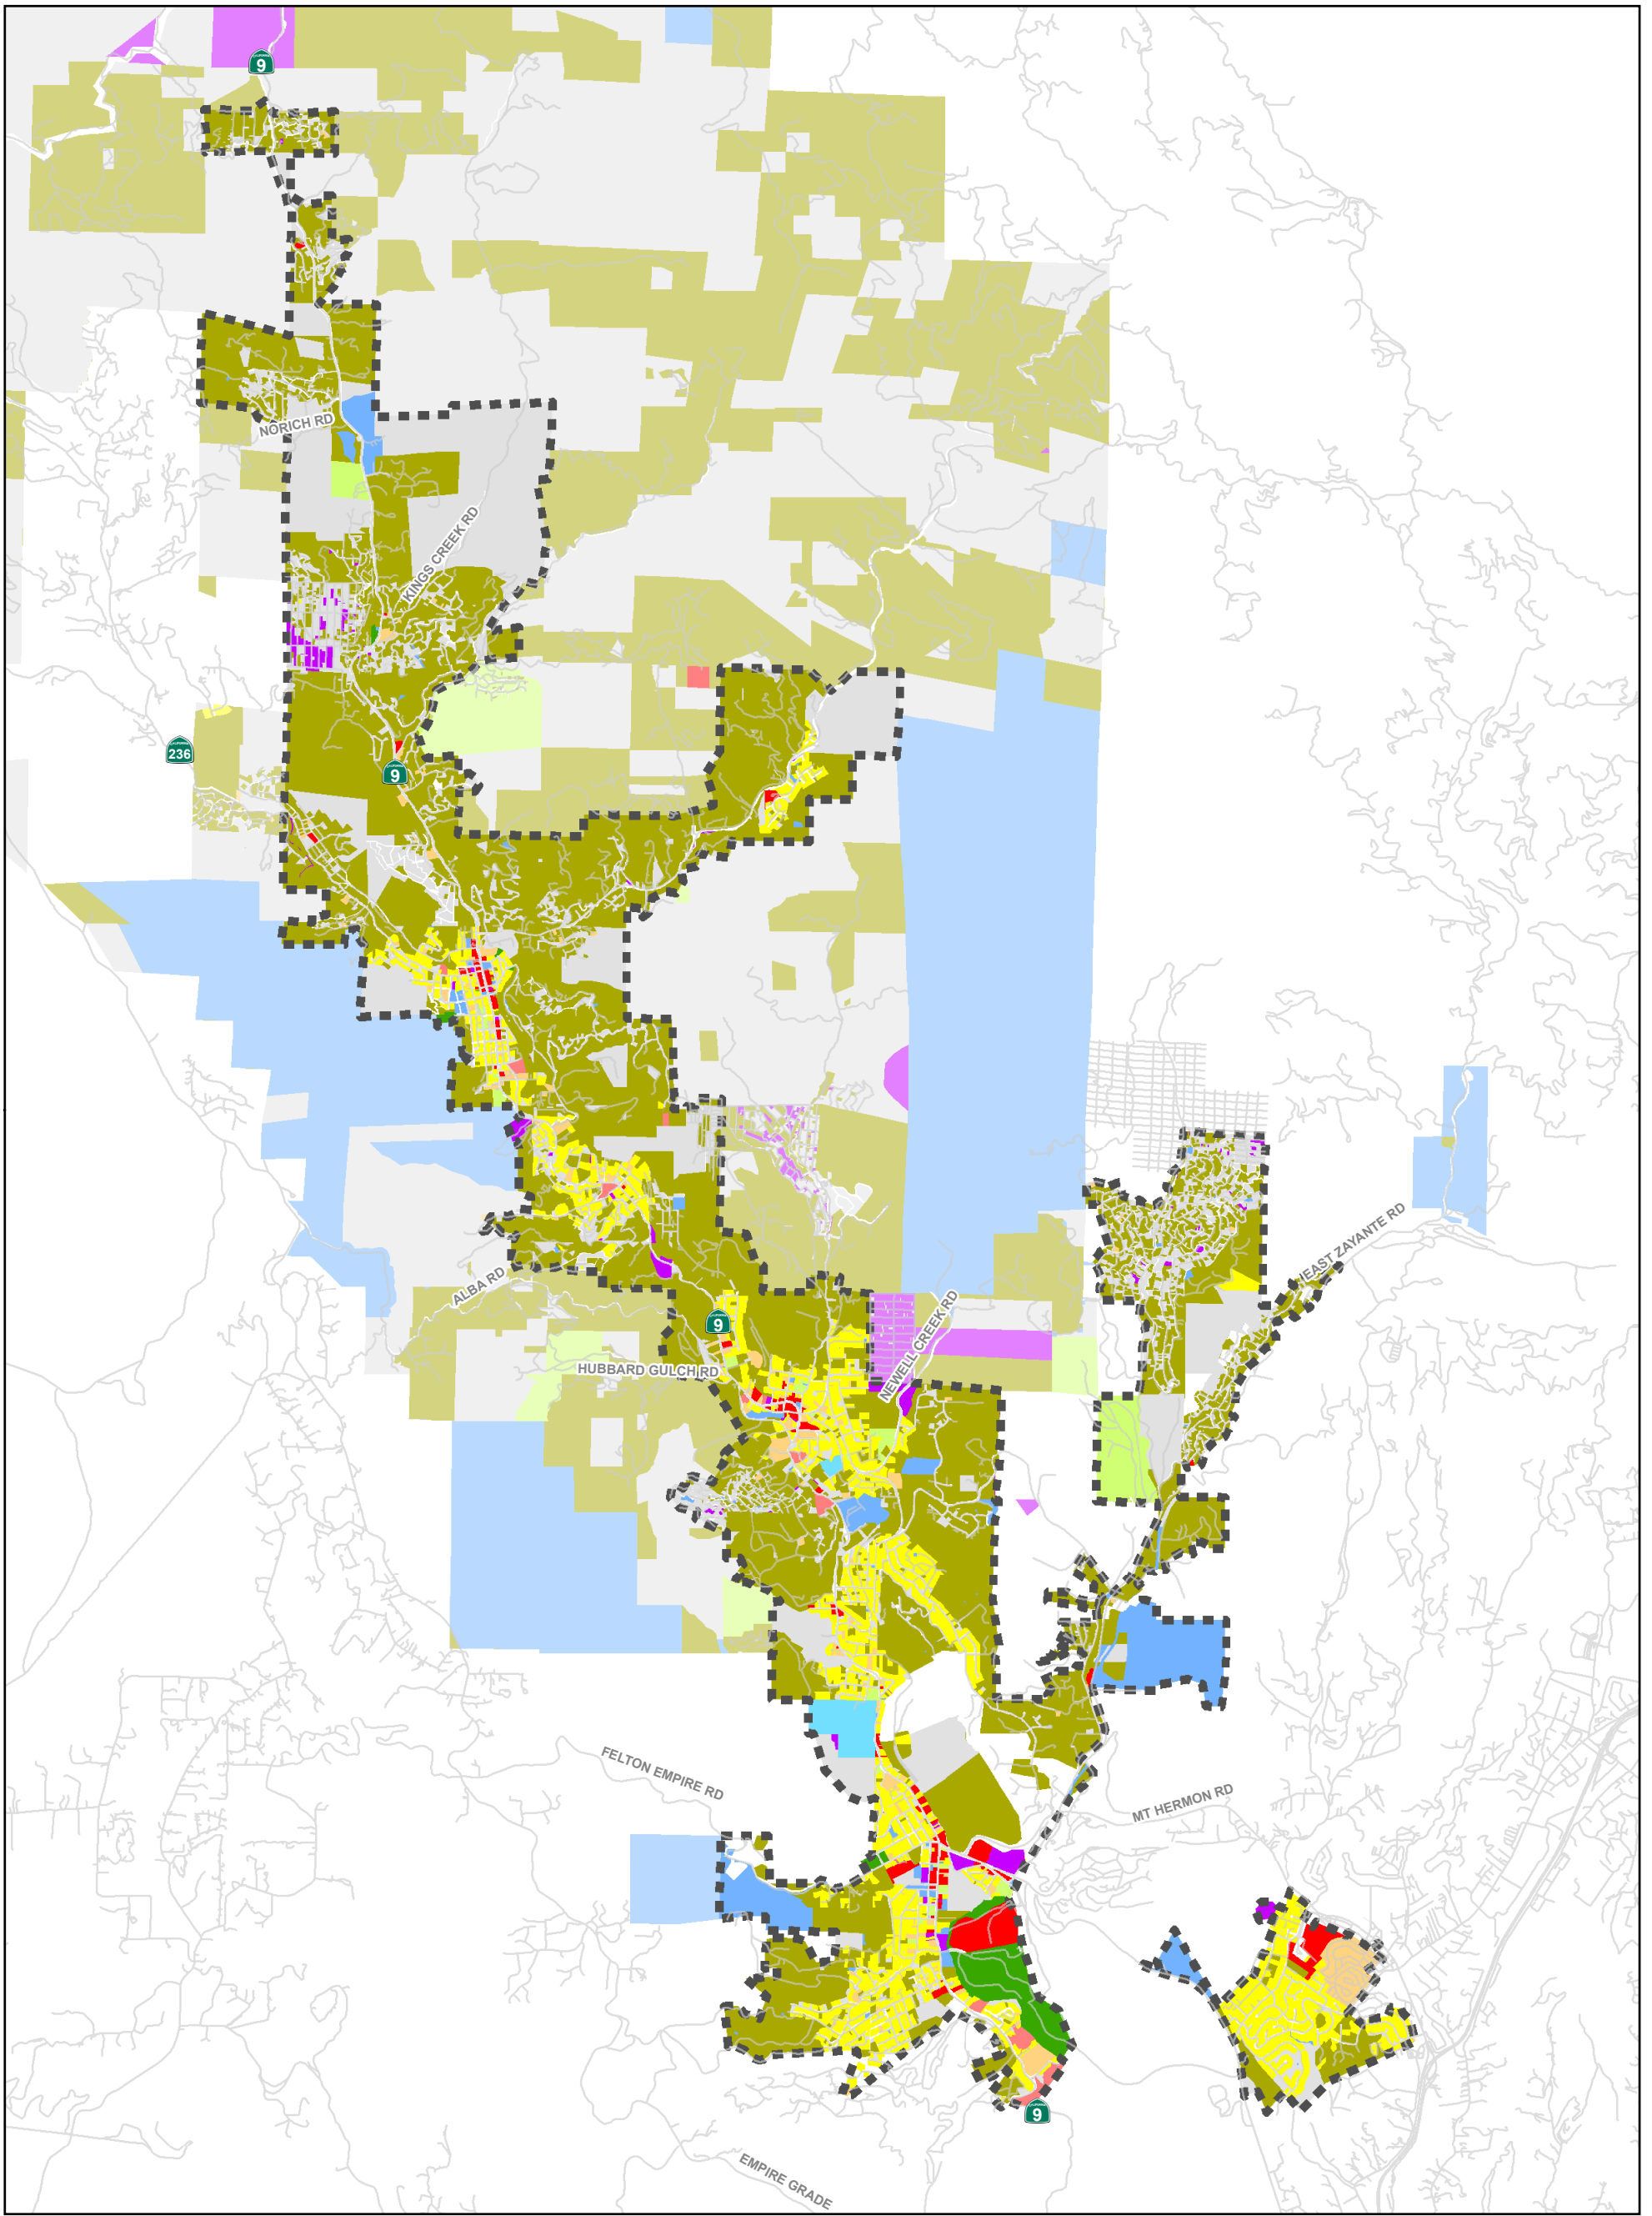 9
NORICH RD
KINGS CREEK RD
236
9
EAST ZAYANTE RD
ALBA RD
NEWELL CREEK RD
9
HUBBARD GULCH RD
FELTON EMPIRE RD
MT HERMON RD
9
EMPIRE GRADE